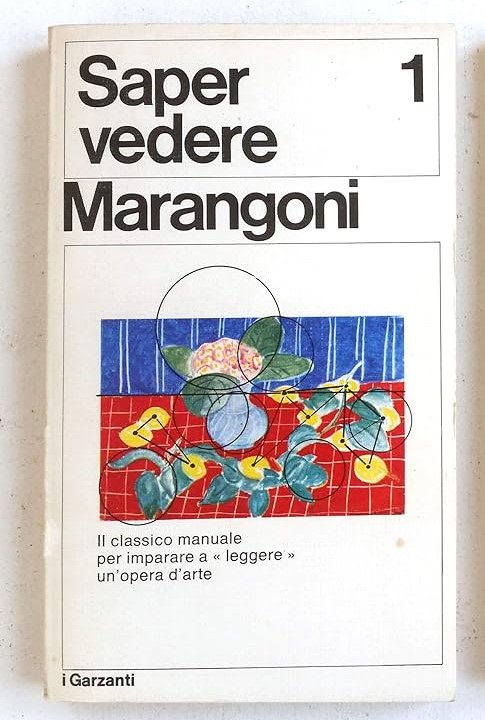 Saper 1
vedere
Marangoni
Il classico manuale
per imparare a « leggere »
un'opera d'arte
i Garzanti